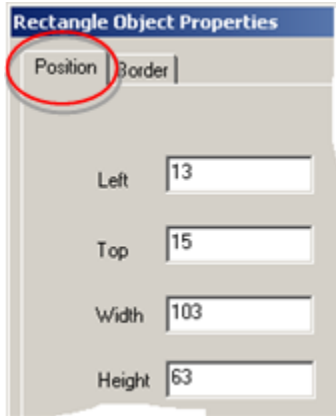 Rectangle Object Properties
Position Border
Left 13
Top 15
Width 103
Height 63